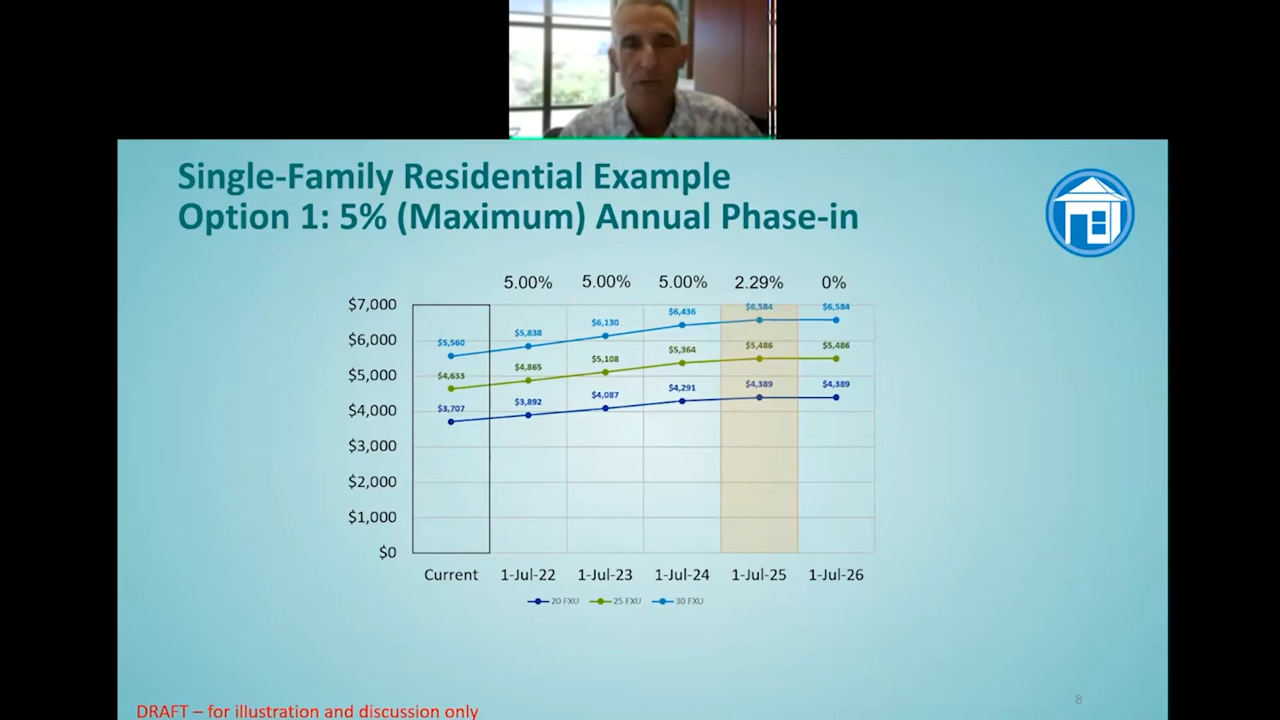 Single-Family Residential Example
Option 1: 5% (Maximum) Annual Phase-in
5.00% 5.00% 5.00% 2.29% 0%
$7,000
$6,000
$5,000
$4,000
$3,000
$2,000
$1,000
$0
$5,560 $5,838 $6,130 $6,436 $6,584 $6,584
$4,633 $4,865 $5,108 $5,364 $5,486 $5,486
$3,707 $3,892 $4,087 $4,291 $4,389 $4,389
Current 1-Jul-22 1-Jul-23 1-Jul-24 1-Jul-25 1-Jul-26
20 FXU 25 FXU 30 FXU
8
DRAFT – for illustration and discussion only